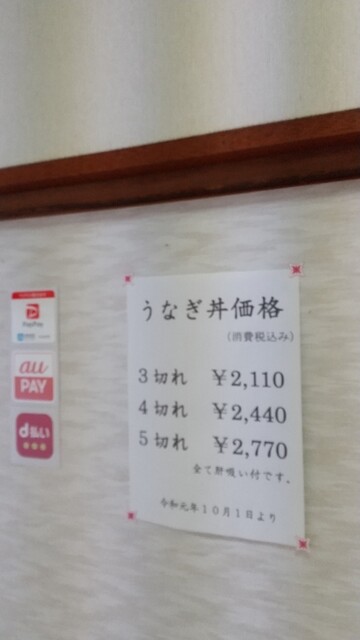 うなぎ丼価格
(消費税込み)
3切れ ￥2,110
4切れ ￥2,440
5切れ ￥2,770
全て肝吸い付です。
令和元年10月1日より
PayPay
au
PAY
d払い